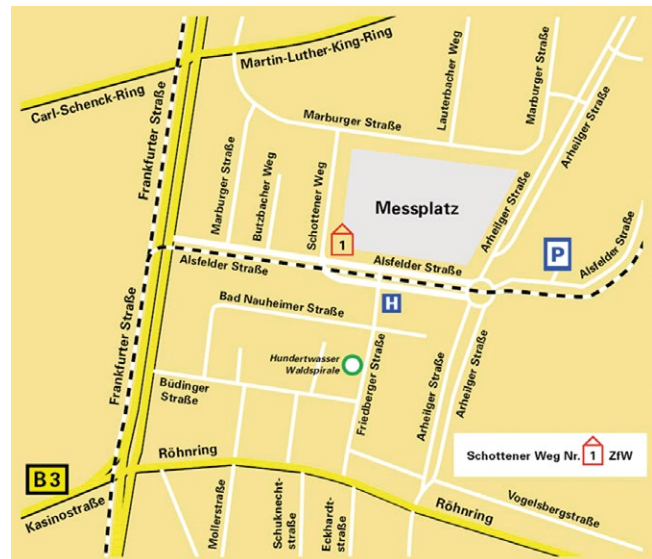 Carl-Schenck-Ring
Martin-Luther-King-Ring
Frankfurter Straße
Marburger Straße
Lauterbacher Weg
Marburger Straße
Arheilger Straße
Marburger Straße
Butzbacher Weg
Schottener Weg
Messplatz
1
Arheilger Straße
P
Alsfelder Straße
Alsfelder Straße
Alsfelder Straße
H
Bad Nauheimer Straße
Frankfurter Straße
Hundertwasser
Waldspirale
Friedberger Straße
Arheilger Straße
Arheilger Straße
Büdinger
Straße
Schottener Weg Nr. 1 ZfW
B 3
Röhnring
Kasinostraße
Mollerstraße
Schuknecht-
straße
Eckhardt-
straße
Röhnring
Vogelsbergstraße